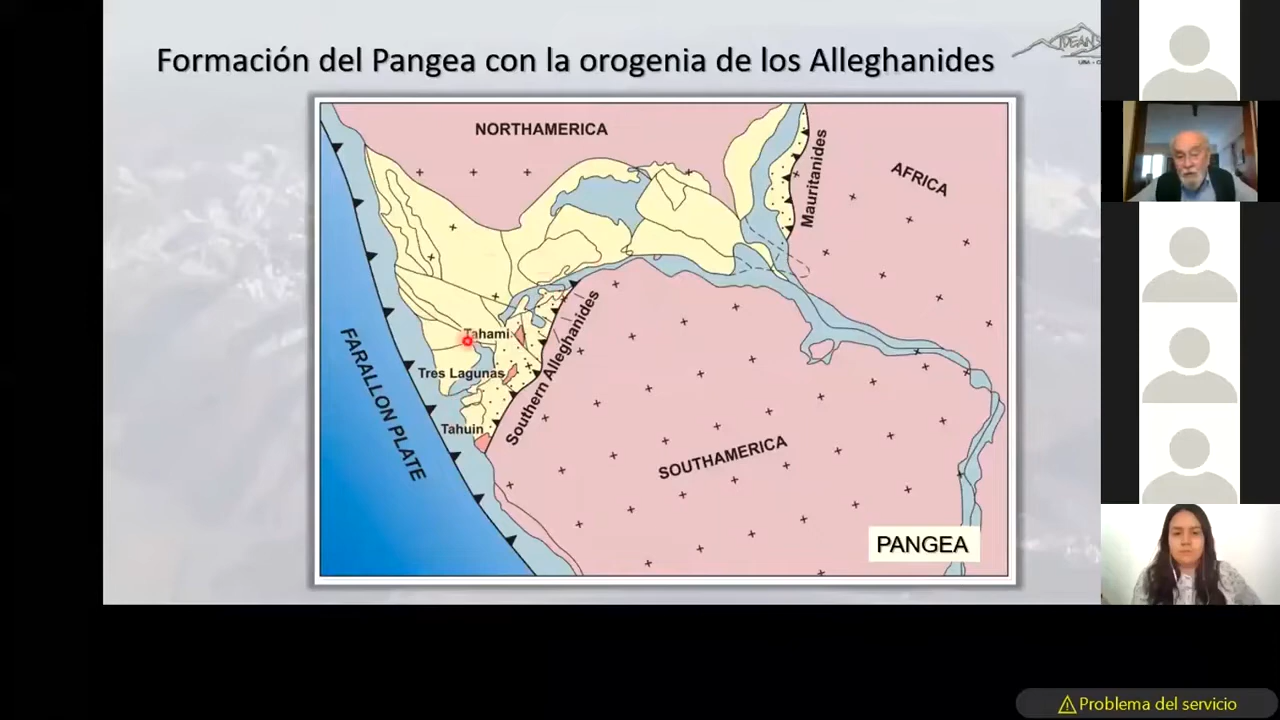 Formación del Pangea con la orogenia de los Alleghanides
IDEAN
NORTHAMERICA
AFRICA
Mauritanides
Tahami
Southern Alleghanides
FARALLON PLATE
Tres Lagunas
Tahuin
SOUTHAMERICA
PANGEA
Problema del servicio